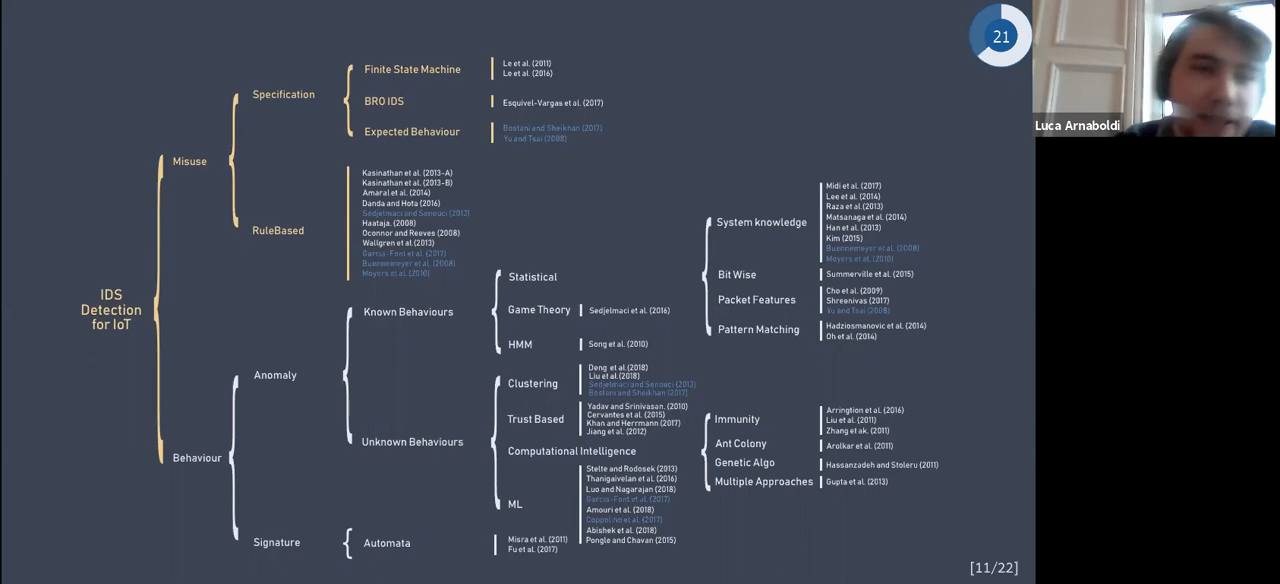 21
Luca Arnaboldi
IDS
Detection
for IoT
Misuse
Specification
Finite State Machine
Le et al. (2011)
Le et al. (2016)
BRO IDS
Esquivel-Vargas et al. (2017)
Expected Behaviour
Bostani and Sheikhan (2017)
Yu and Tsai (2008)
RuleBased
Kasinathan et al. (2013-A)
Kasinathan et al. (2013-B)
Amaral et al. (2014)
Danda and Hota (2016)
Sedjelmaci and Senouci (2013)
Haataja. (2008)
Oconnor and Reeves (2008)
Wallgren et al.(2013)
Garcia-Font et al. (2017)
Buennemeyer et al. (2008)
Moyers et al. (2010)
Behaviour
Anomaly
Known Behaviours
Statistical
System knowledge
Midi et al. (2017)
Lee et al. (2014)
Raza et al.(2013)
Matsnaga et al. (2014)
Han et al. (2013)
Kim (2015)
Buennemeyer et al. (2008)
Moyers et al. (2010)
Bit Wise
Summerville et al. (2015)
Packet Features
Cho et al. (2009)
Shreenivas (2017)
Yu and Tsai (2008)
Pattern Matching
Hadziosmanovic et al. (2014)
Oh et al. (2014)
Game Theory
Sedjelmaci et al. (2016)
HMM
Song et al. (2010)
Unknown Behaviours
Clustering
Deng et al.(2018)
Liu et al.(2018)
Sedjelmaci and Senouci (2013)
Bostani and Sheikhan (2017)
Trust Based
Yadav and Srinivasan. (2010)
Cervantes et al. (2015)
Khan and Herrmann (2017)
Jiang et al. (2012)
Computational Intelligence
Immunity
Arrington et al. (2016)
Liu et al. (2011)
Zhang et ak. (2011)
Ant Colony
Arolkar et al. (2011)
Genetic Algo
Hassanzadeh and Stoleru (2011)
Multiple Approaches
Gupta et al. (2013)
ML
Stelte and Rodosek (2013)
Thanigaivelan et al. (2016)
Luo and Nagarajan (2018)
Garcia-Font et al. (2017)
Amouri et al. (2018)
Coppolino et al. (2017)
Abishek et al. (2018)
Pongle and Chavan (2015)
Signature
Automata
Misra et al. (2011)
Fu et al. (2017)
[11/22]